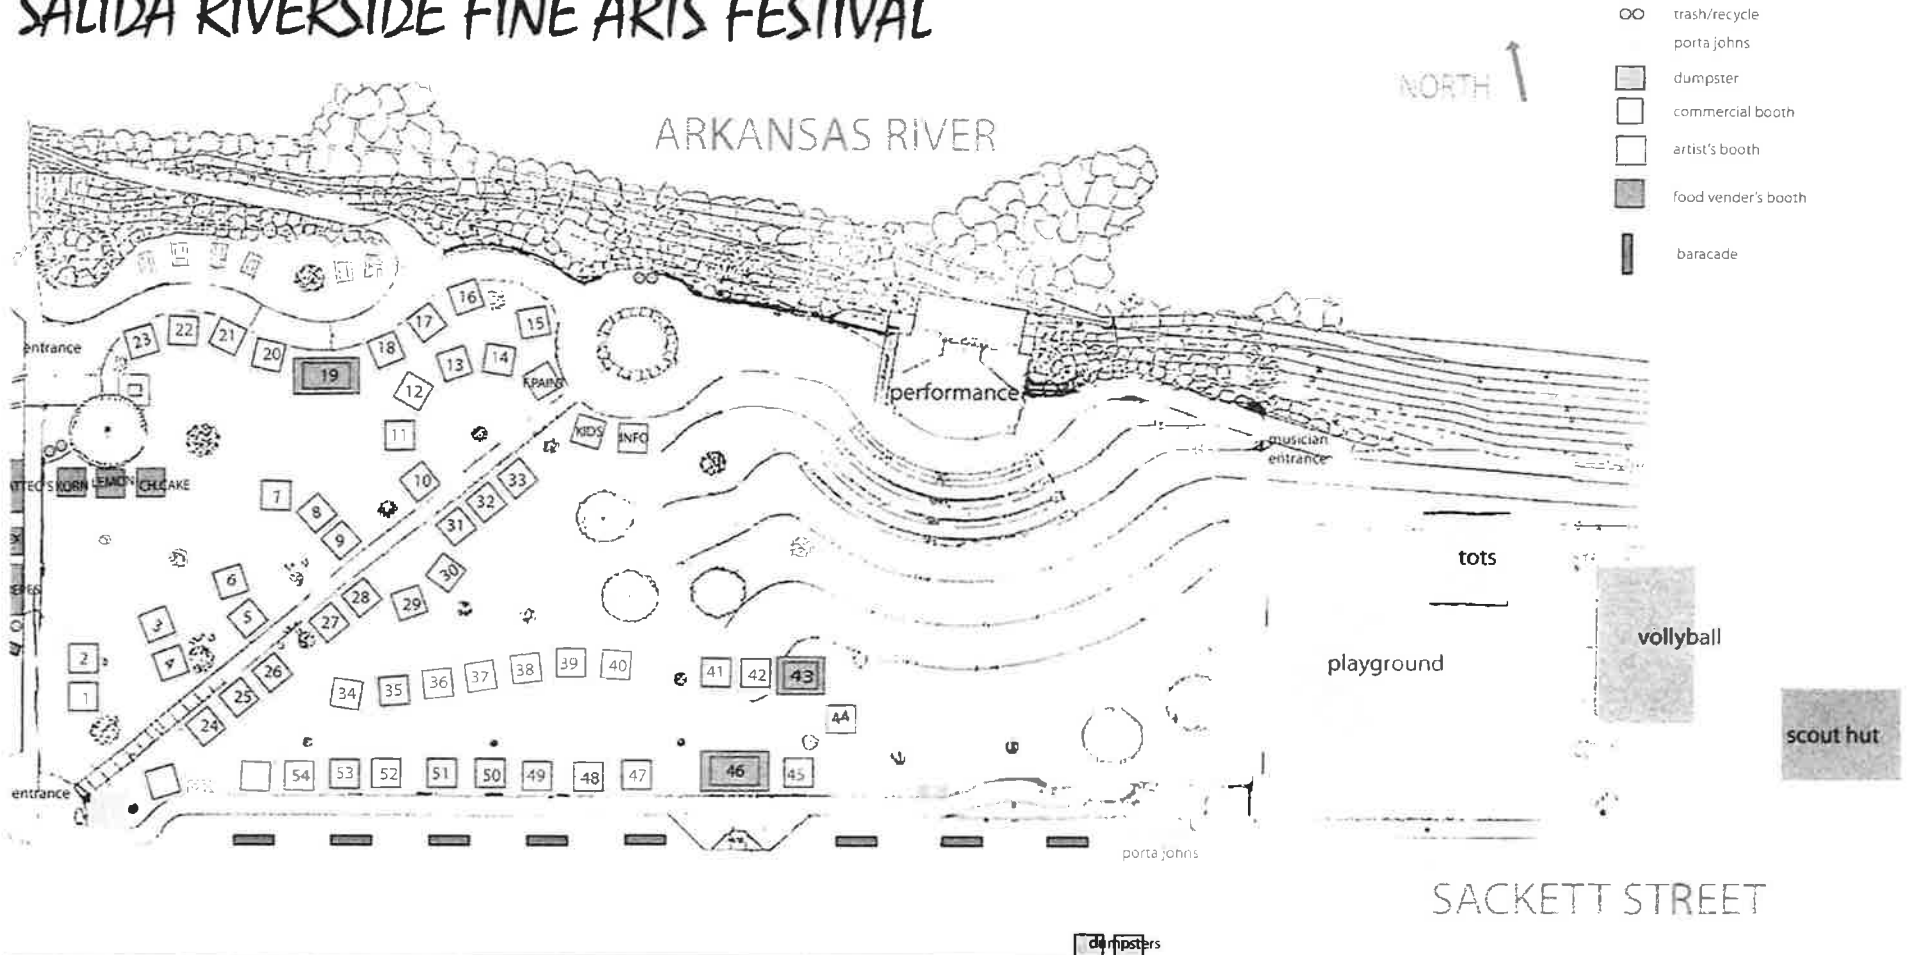 SALIDA RIVERSIDE FINE ARTS FESTIVAL
trash/recycle
porta johns
dumpster
commercial booth
artist's booth
food vender's booth
baracade
NORTH
ARKANSAS RIVER
16
17
15
22
21
23
20
18
entrance
19
13
14
12
performance
11
KIDS
INFO
musician
entrance
KORN
LEMON
CH.CAKE
10
33
7
32
8
31
9
tots
30
6
28
29
5
27
3
vollyball
2
4
playground
39
40
26
38
41
42
43
37
36
35
34
1
25
44
24
scout hut
54
53
52
51
50
49
48
47
46
45
entrance
porta johns
SACKETT STREET
dumpsters